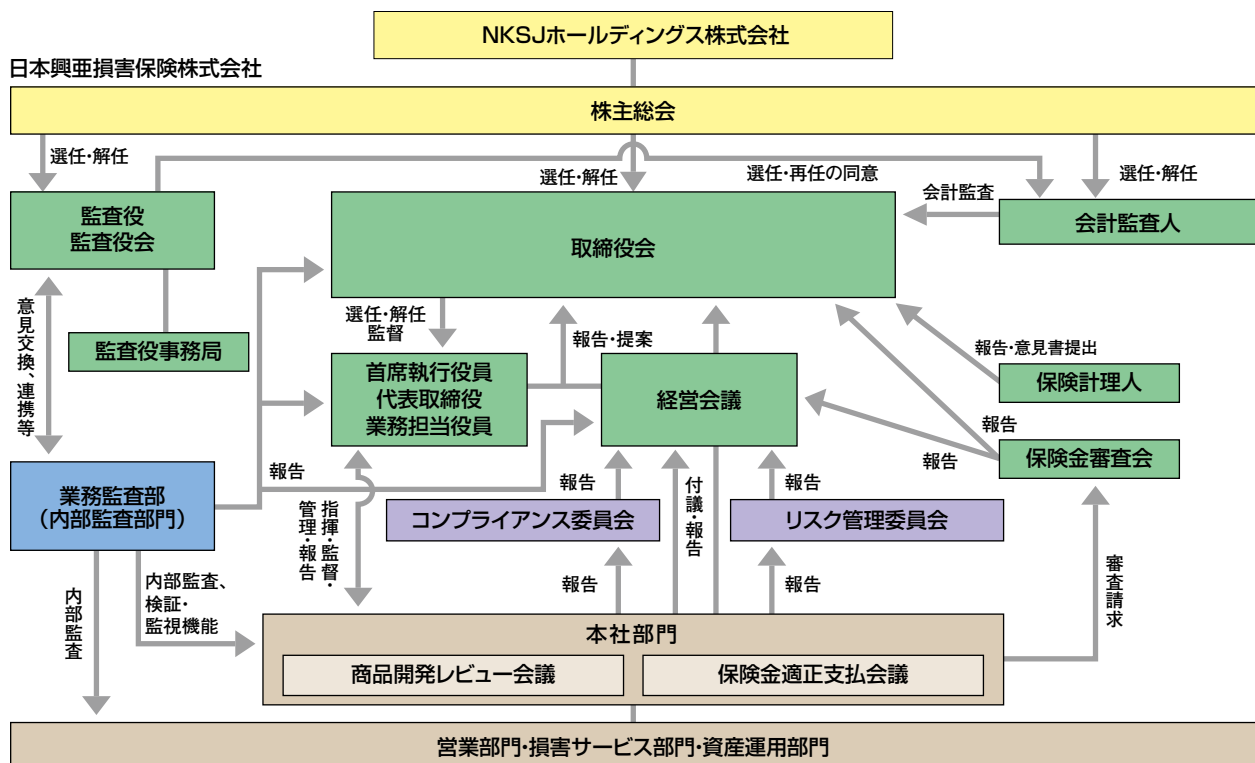 NKSJホールディングス株式会社
日本興亜損害保険株式会社
株主総会
選任・解任
選任・解任
選任・再任の同意
選任・解任
会計監査
監査役
監査役会
取締役会
会計監査人
意見交換、連携等
選任・解任
監督
報告・提案
監査役事務局
報告・意見書提出
保険計理人
首席執行役員
代表取締役
業務担当役員
経営会議
報告
報告
保険金審査会
業務監査部
（内部監査部門）
報告
報告
付議・報告
報告
コンプライアンス委員会
リスク管理委員会
指揮・監督・
管理・報告
報告
報告
審査請求
内部監査
内部監査、
検証・
監視機能
本社部門
商品開発レビュー会議
保険金適正支払会議
営業部門・損害サービス部門・資産運用部門